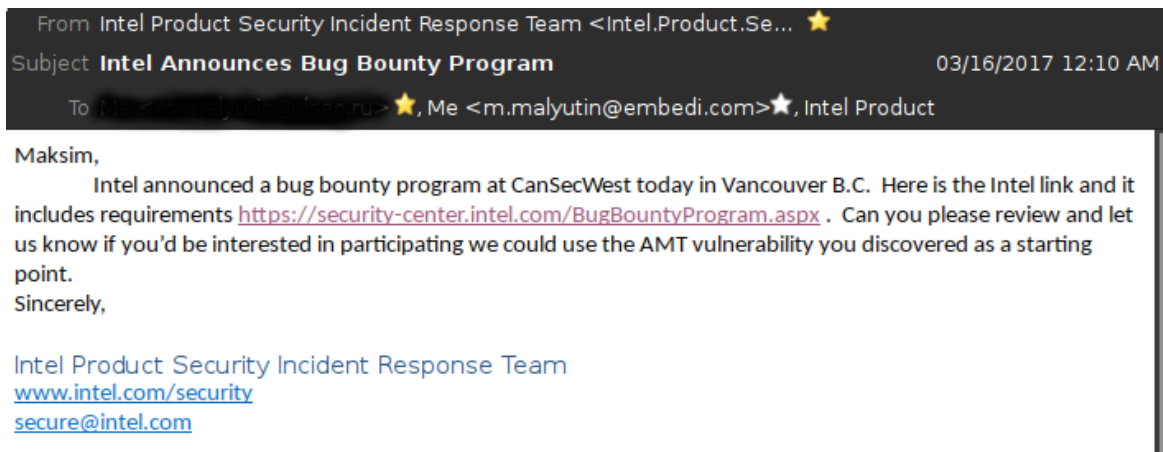 From Intel Product Security Incident Response Team <Intel.Product.Se...
Subject Intel Announces Bug Bounty Program 03/16/2017 12:10 AM
To , Me <m.malyutin@embedi.com>, Intel Product
Maksim,
Intel announced a bug bounty program at CanSecWest today in Vancouver B.C. Here is the Intel link and it
includes requirements https://security-center.intel.com/BugBountyProgram.aspx . Can you please review and let
us know if you’d be interested in participating we could use the AMT vulnerability you discovered as a starting
point.
Sincerely,
Intel Product Security Incident Response Team
www.intel.com/security
secure@intel.com